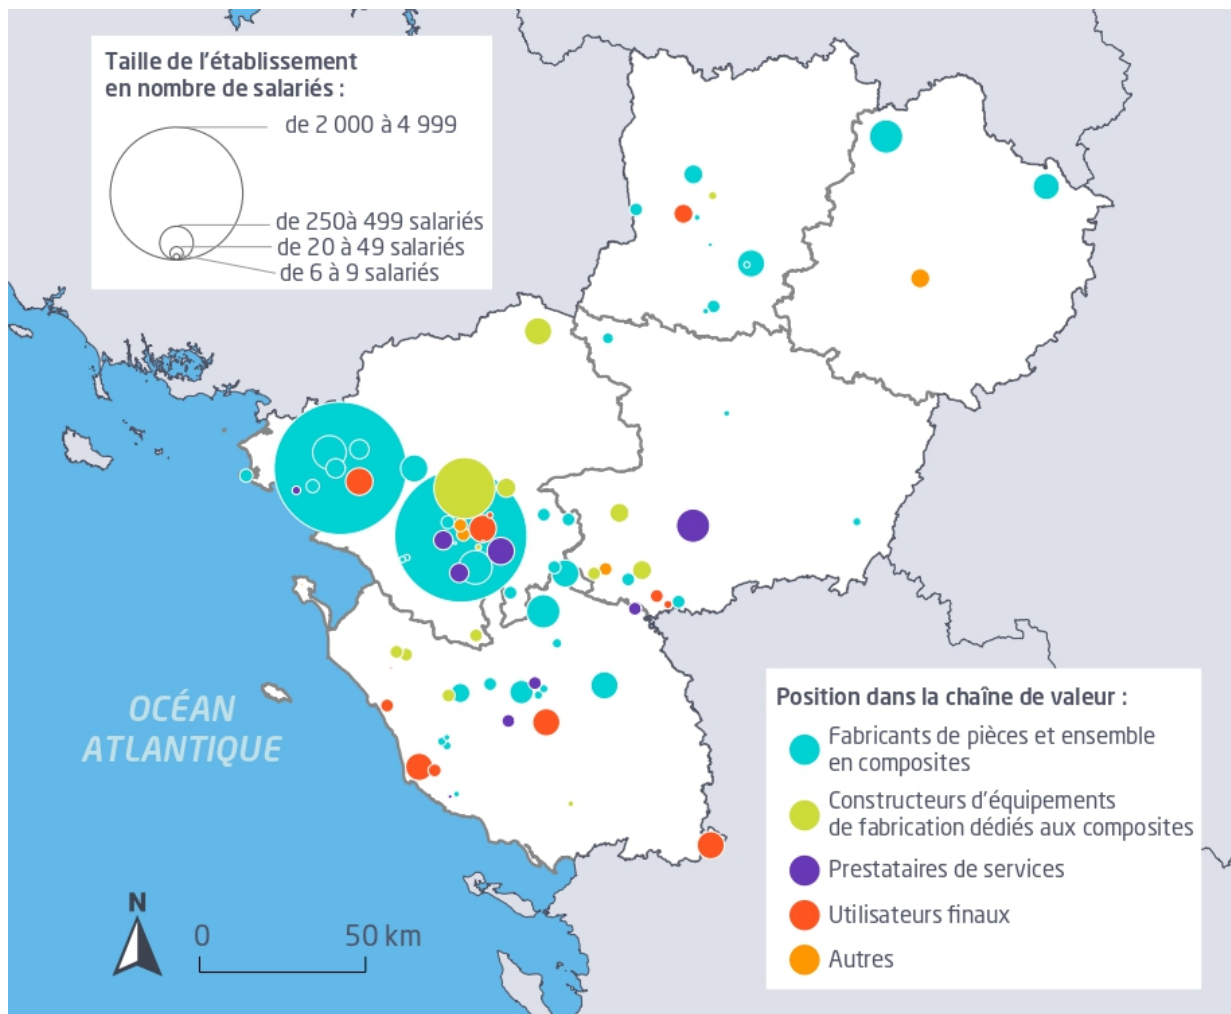 Taille de l'établissement
en nombre de salariés :
de 2 000 à 4 999
de 250à 499 salariés
de 20 à 49 salariés
de 6 à 9 salariés
OCÉAN
ATLANTIQUE
N
0 50 km
Position dans la chaîne de valeur :
Fabricants de pièces et ensemble
en composites
Constructeurs d'équipements
de fabrication dédiés aux composites
Prestataires de services
Utilisateurs finaux
Autres